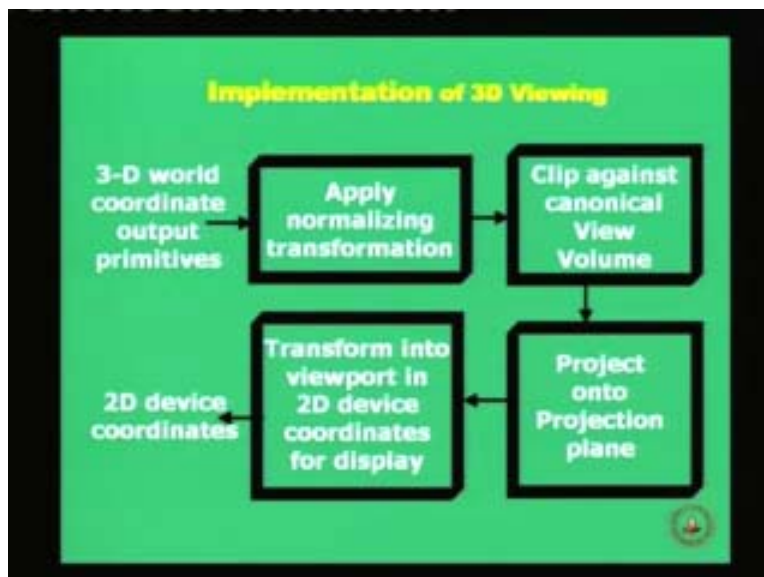 Implementation of 3D Viewing
3-D world
coordinate
output
primitives
Apply
normalizing
transformation
Clip against
canonical
View
Volume
Project
onto
Projection
plane
Transform into
viewport in
2D device
coordinates
for display
2D device
coordinates